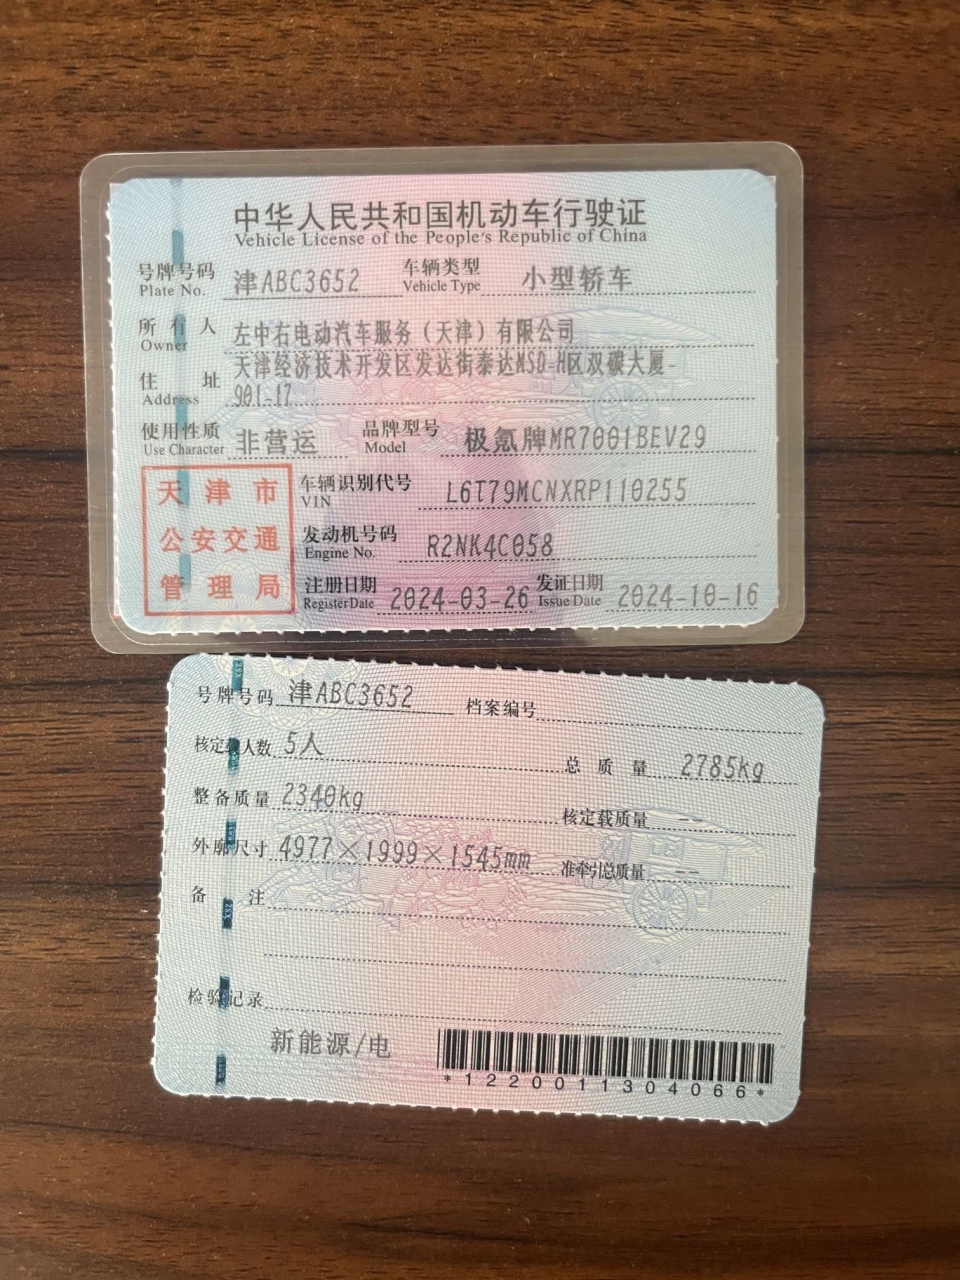 中华人民共和国机动车行驶证
Vehicle License of the People's Republic of China
号牌号码 津ABC3652 车辆类型 小型轿车
Plate No. Vehicle Type
所有人 左中右电动汽车服务（天津）有限公司
Owner
住址 天津经济技术开发区发达街泰达MSD-H区双碳大厦-
Address 901-17
使用性质 非营运 品牌型号 极氪牌MR7001BEV29
Use Character Model
天津市
公安交通
管理局
车辆识别代号 L6T79MCNXRP110255
VIN
发动机号码 R2NK4C058
Engine No.
注册日期 2024-03-26 发证日期 2024-10-16
Register Date Issue Date
号牌号码 津ABC3652 档案编号
核定载人数 5人 总质量 2785kg
整备质量 2340kg 核定载质量 --
外廓尺寸 4977×1999×1545mm 准牵引总质量 --
备注
检验记录
新能源/电
*1220011304066*